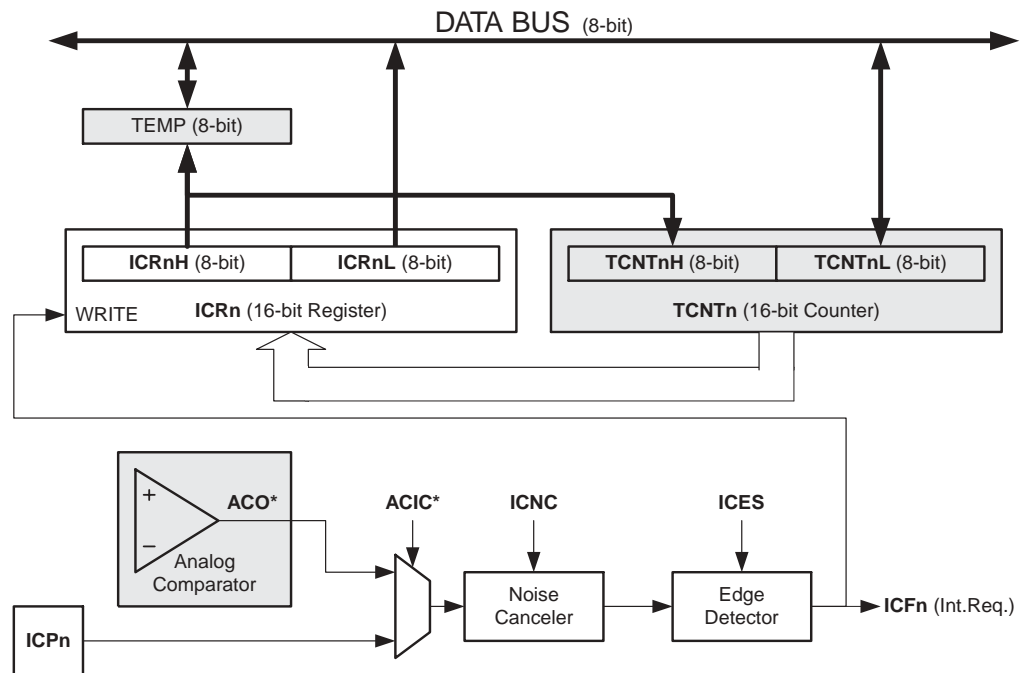 DATA BUS (8-bit)
TEMP (8-bit)
ICRnH (8-bit)
ICRnL (8-bit)
TCNTnH (8-bit)
TCNTnL (8-bit)
WRITE
ICRn (16-bit Register)
TCNTn (16-bit Counter)
+
ACO*
ACIC*
ICNC
ICES
−
Analog
Comparator
Noise
Canceler
Edge
Detector
ICFn (Int.Req.)
ICPn